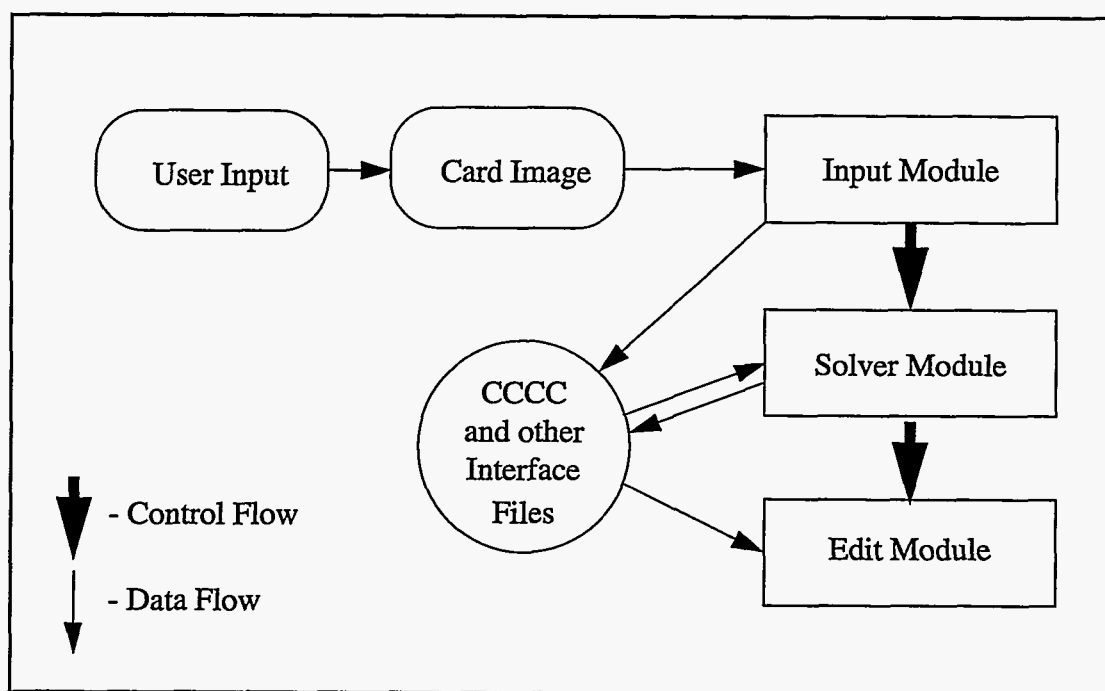 User Input
Card Image
Input Module
Solver Module
CCCC
and other
Interface
Files
Edit Module
- Control Flow
- Data Flow